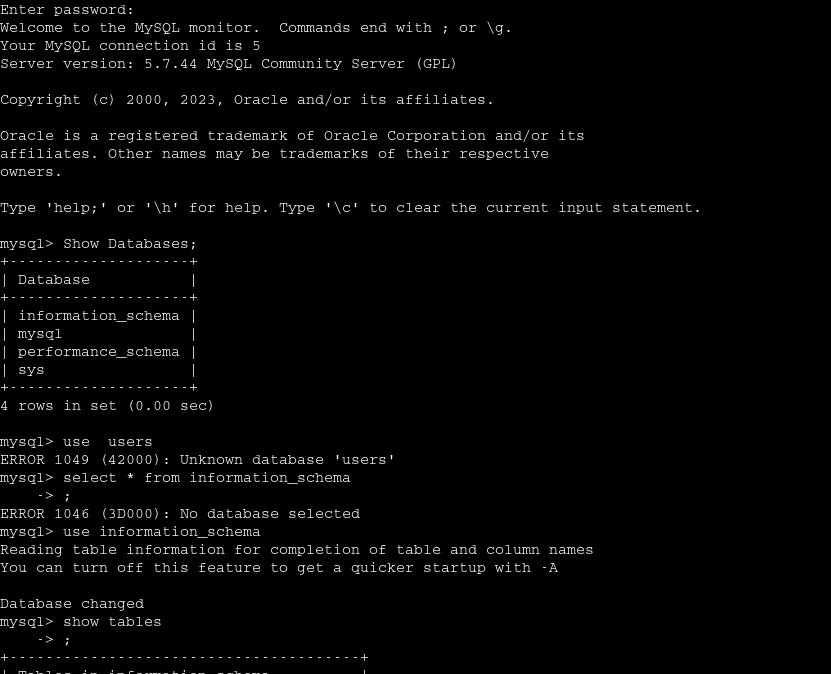 Enter password:
Welcome to the MySQL monitor.  Commands end with ; or \g.
Your MySQL connection id is 5
Server version: 5.7.44 MySQL Community Server (GPL)
Copyright (c) 2000, 2023, Oracle and/or its affiliates.
Oracle is a registered trademark of Oracle Corporation and/or its
affiliates. Other names may be trademarks of their respective
owners.
Type 'help;' or '\h' for help. Type '\c' to clear the current input statement.
mysql> Show Databases;
+--------------------+
| Database           |
+--------------------+
| information_schema |
| mysql              |
| performance_schema |
| sys                |
+--------------------+
4 rows in set (0.00 sec)
mysql> use  users
ERROR 1049 (42000): Unknown database 'users'
mysql> select * from information_schema
    -> ;
ERROR 1046 (3D000): No database selected
mysql> use information_schema
Reading table information for completion of table and column names
You can turn off this feature to get a quicker startup with -A
Database changed
mysql> show tables
    -> ;
+---------------------------------------+
| Tables_in_information_schema          |